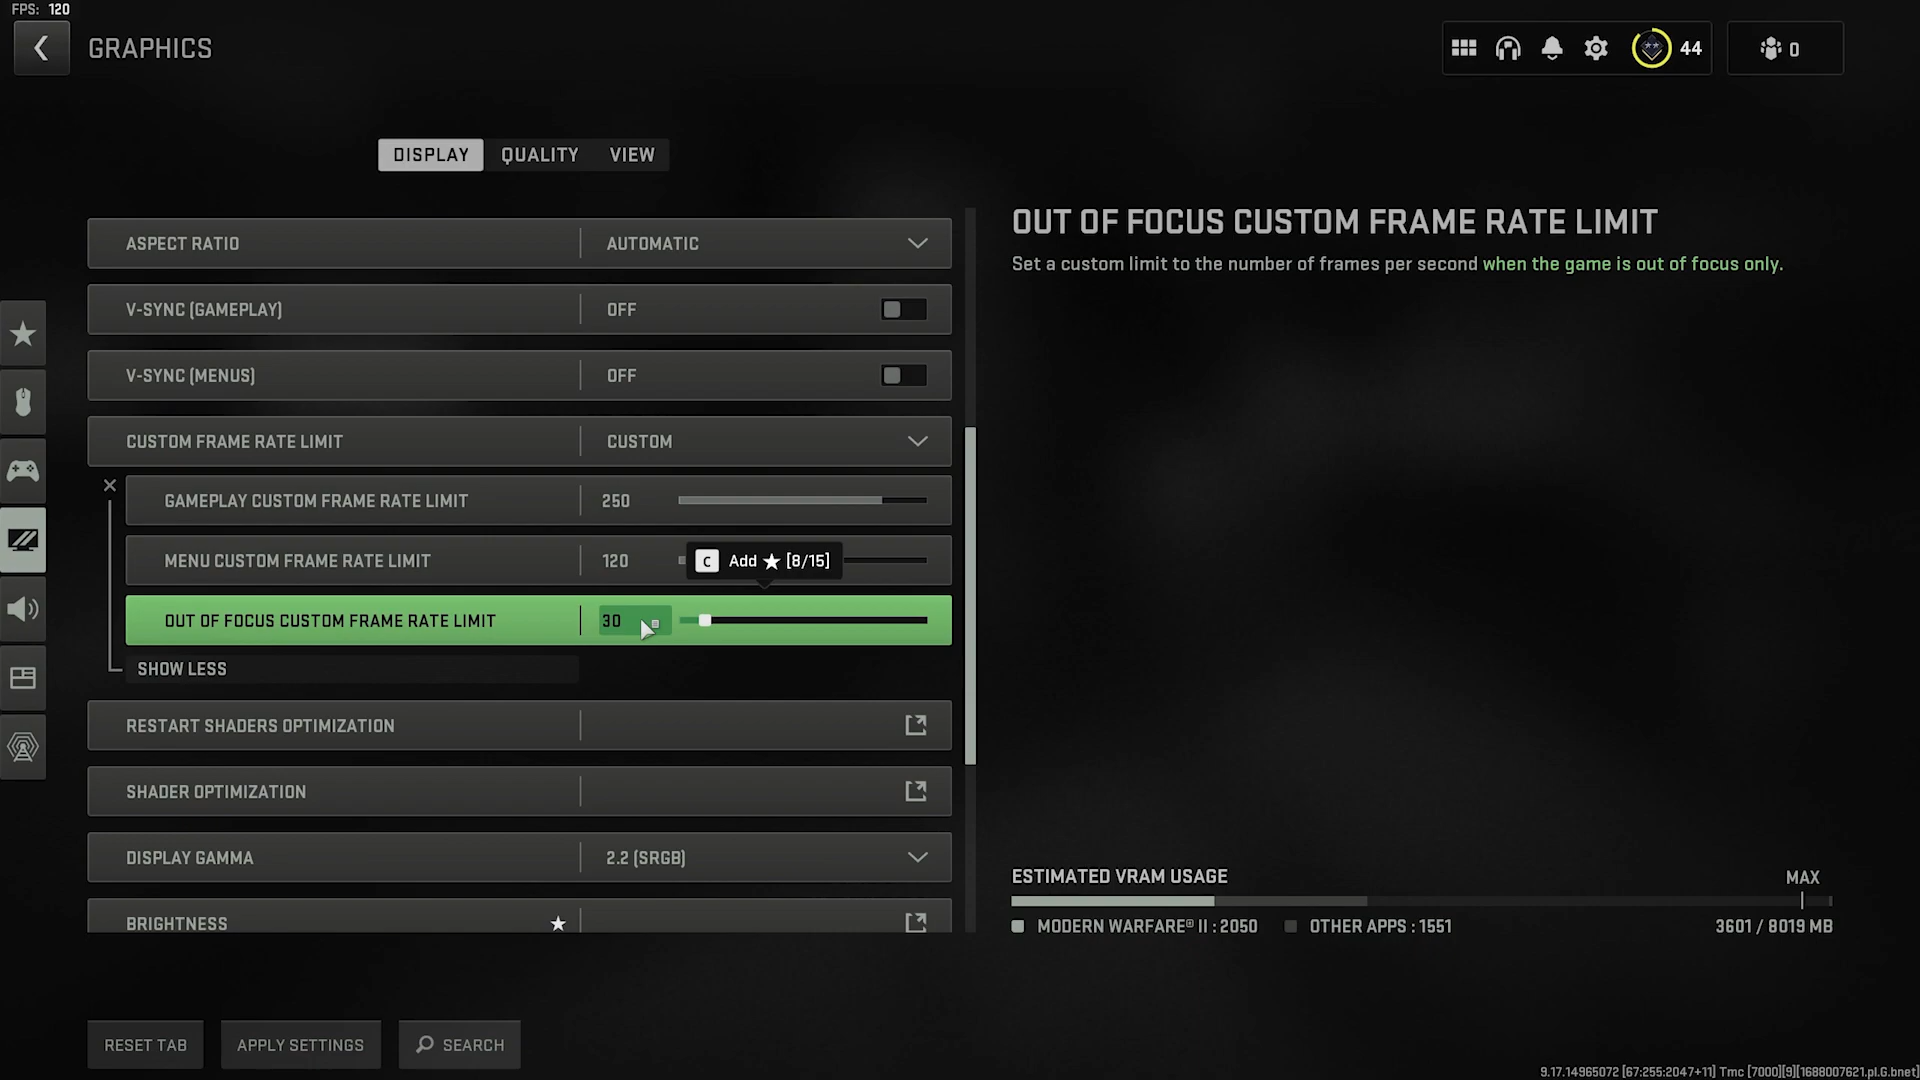 FPS: 120
GRAPHICS
44
0
DISPLAY QUALITY VIEW
ASPECT RATIO AUTOMATIC
V-SYNC (GAMEPLAY) OFF
V-SYNC (MENUS) OFF
CUSTOM FRAME RATE LIMIT CUSTOM
GAMEPLAY CUSTOM FRAME RATE LIMIT 250
MENU CUSTOM FRAME RATE LIMIT 120
C Add ★ [8/15]
OUT OF FOCUS CUSTOM FRAME RATE LIMIT 30
SHOW LESS
RESTART SHADERS OPTIMIZATION
SHADER OPTIMIZATION
DISPLAY GAMMA 2.2 (SRGB)
BRIGHTNESS
OUT OF FOCUS CUSTOM FRAME RATE LIMIT
Set a custom limit to the number of frames per second when the game is out of focus only.
ESTIMATED VRAM USAGE MAX
MODERN WARFARE® II : 2050 OTHER APPS : 1551 3601 / 8019 MB
RESET TAB APPLY SETTINGS SEARCH
9.17.14965072 [67:255:2047+11] Tmc [7000][9][1688007621.pl.G.bnet]